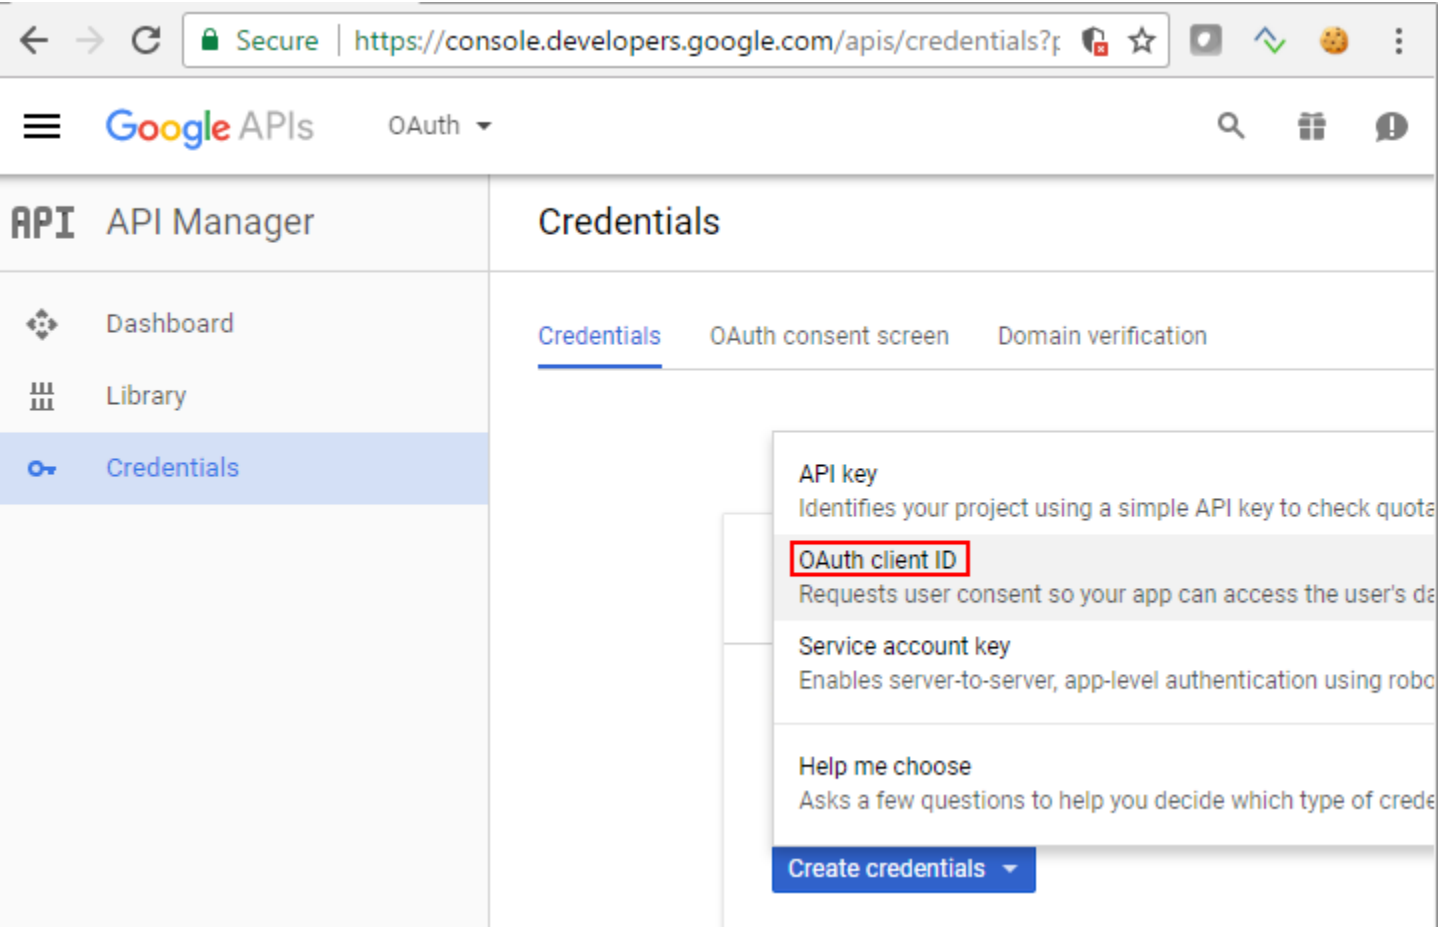 Secure | https://console.developers.google.com/apis/credentials?p
Google APIs OAuth
API API Manager
Credentials
Dashboard
Library
Credentials
Credentials OAuth consent screen Domain verification
API key
Identifies your project using a simple API key to check quota
OAuth client ID
Requests user consent so your app can access the user's da
Service account key
Enables server-to-server, app-level authentication using robo
Help me choose
Asks a few questions to help you decide which type of crede
Create credentials